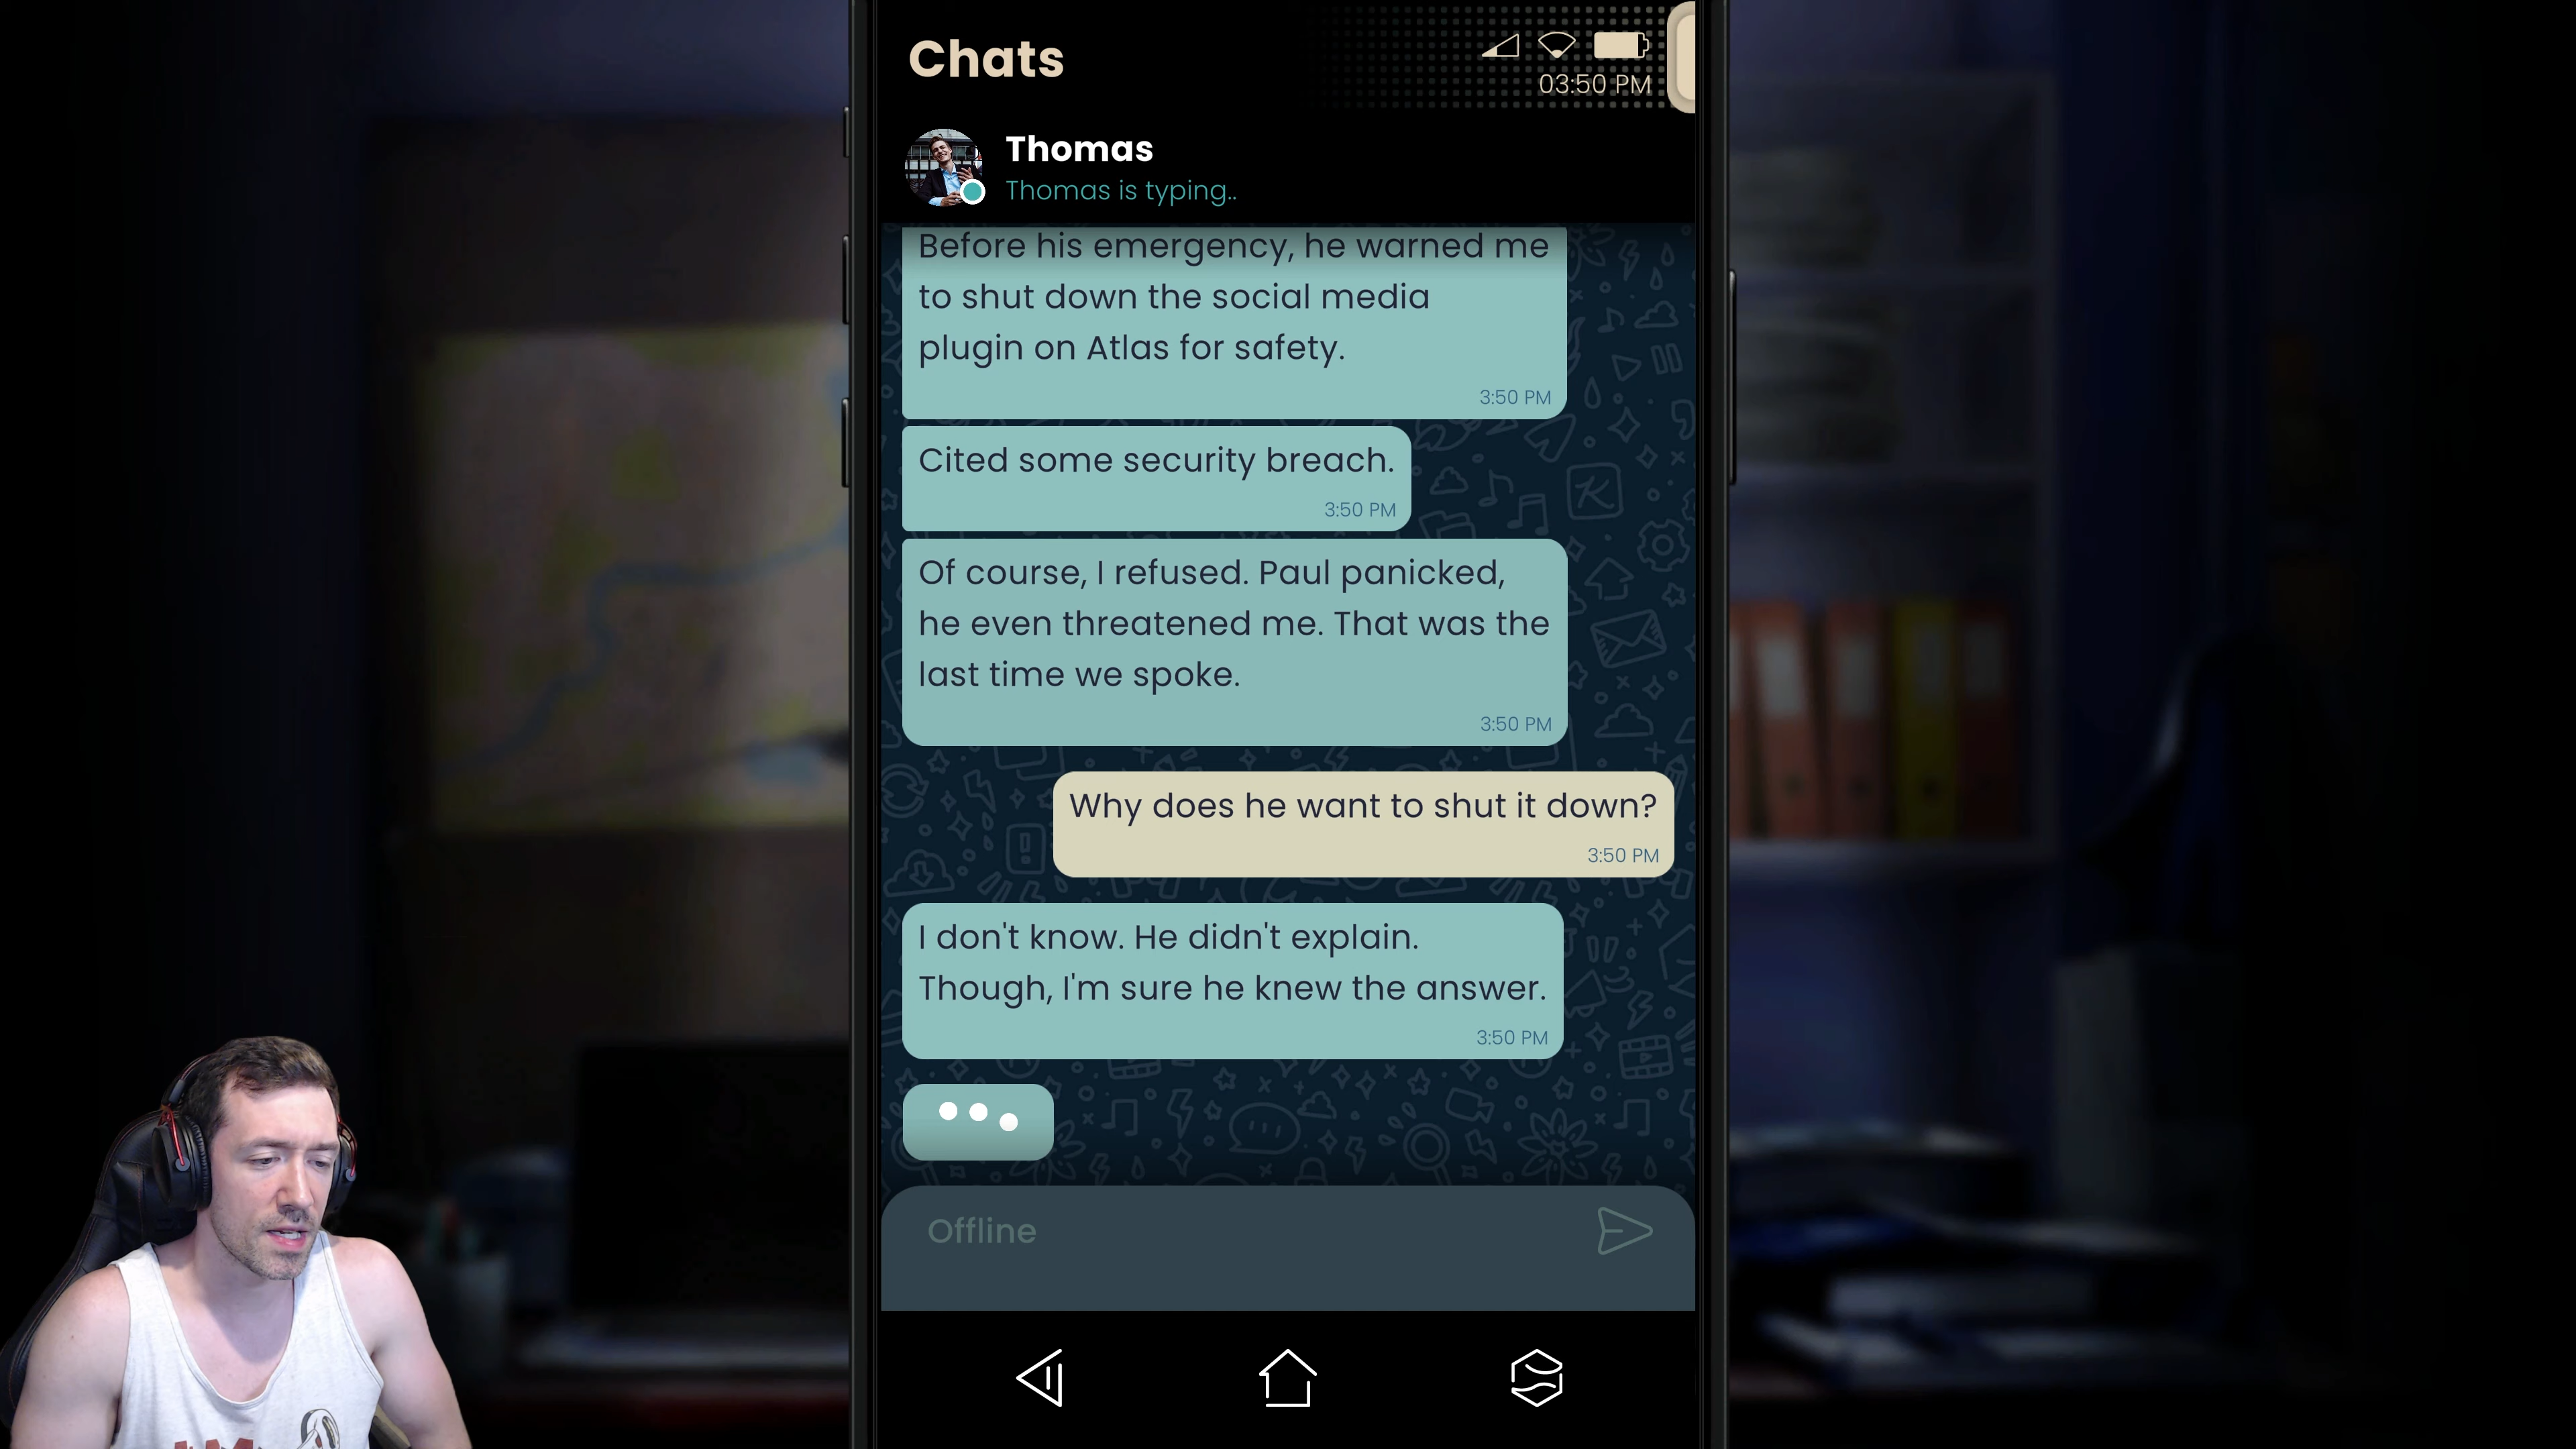 Chats
03:50 PM
Thomas
Thomas is typing..
Before his emergency, he warned me
to shut down the social media
plugin on Atlas for safety.
3:50 PM
Cited some security breach.
3:50 PM
Of course, I refused. Paul panicked,
he even threatened me. That was the
last time we spoke.
3:50 PM
Why does he want to shut it down?
3:50 PM
I don't know. He didn't explain.
Though, I'm sure he knew the answer.
3:50 PM
Offline